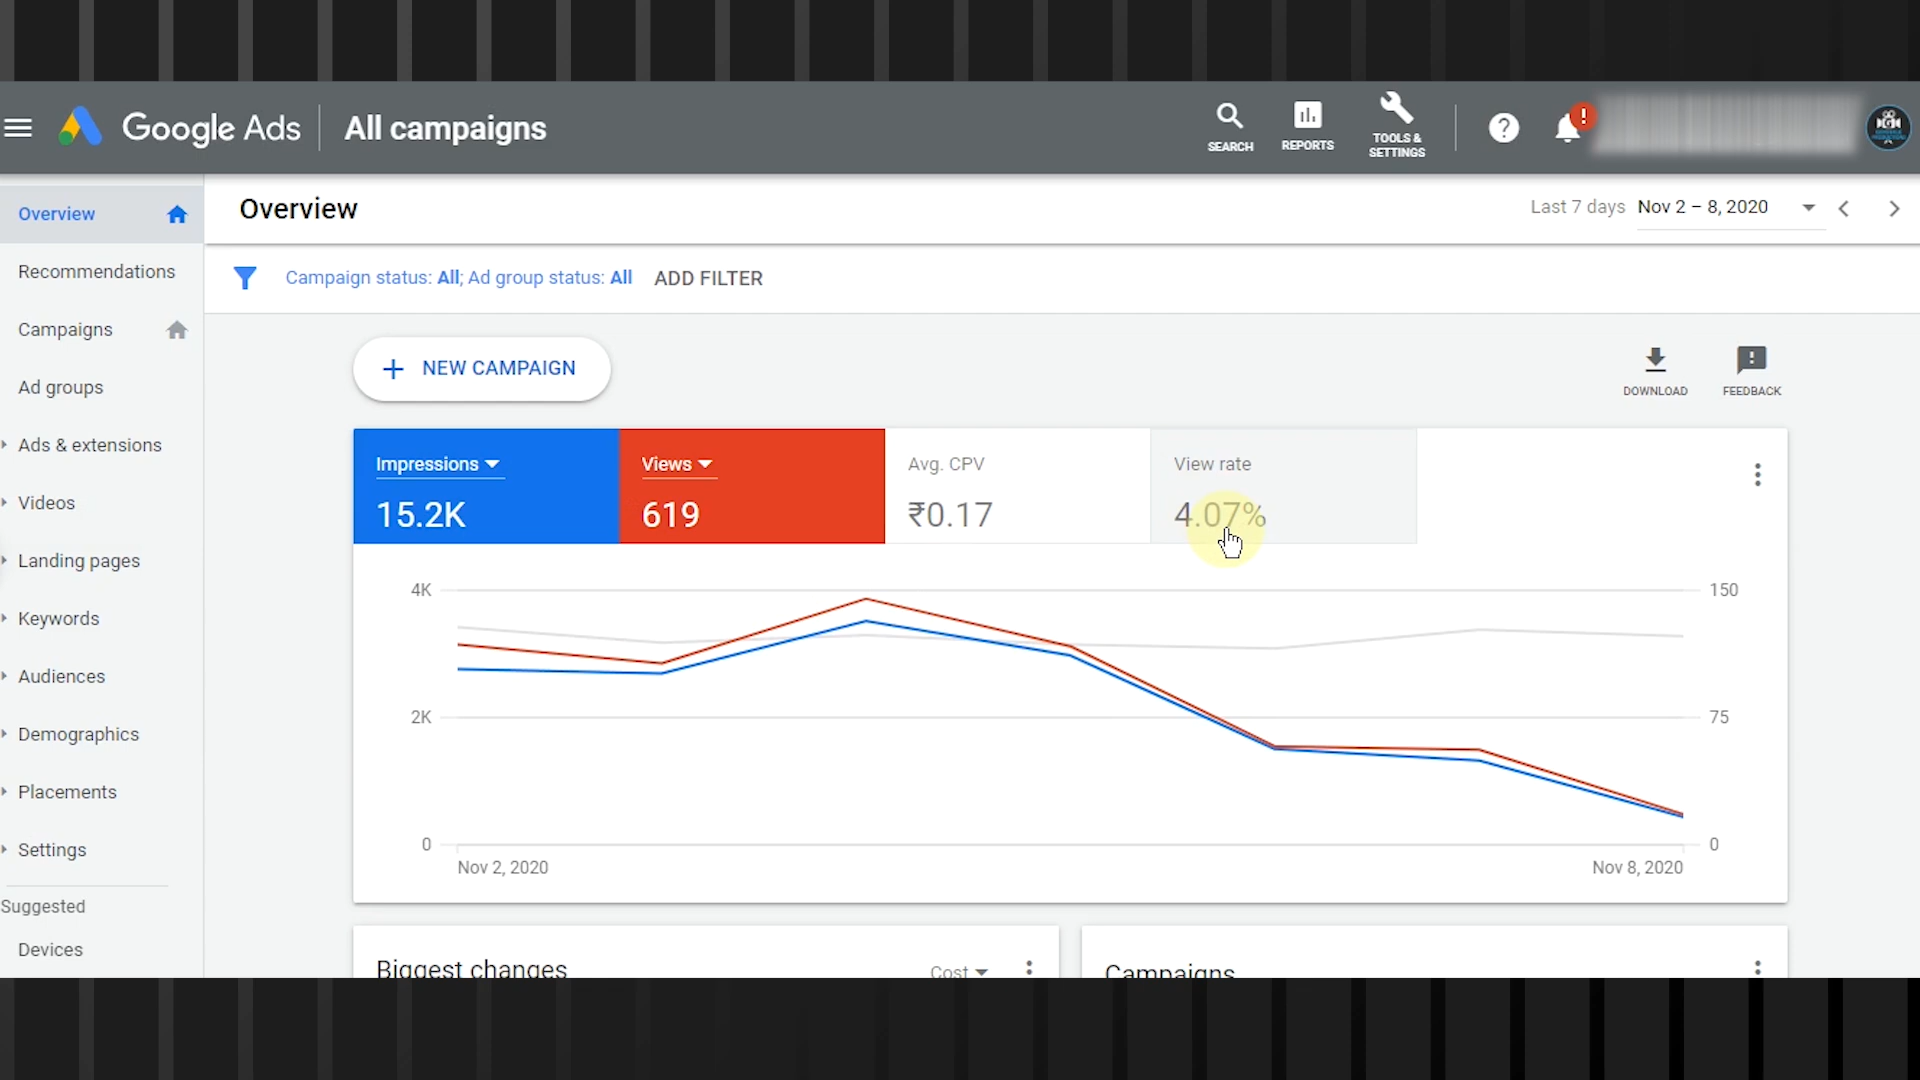 Google Ads
All campaigns
SEARCH
REPORTS
TOOLS &
SETTINGS
?
!
Overview
Recommendations
Campaigns
Ad groups
Ads & extensions
Videos
Landing pages
Keywords
Audiences
Demographics
Placements
Settings
Suggested
Devices
Overview
Last 7 days Nov 2 – 8, 2020
Campaign status: All; Ad group status: All ADD FILTER
+ NEW CAMPAIGN
DOWNLOAD
FEEDBACK
Impressions
15.2K
Views
619
Avg. CPV
₹0.17
View rate
4.07%
4K
2K
0
150
75
0
Nov 2, 2020
Nov 8, 2020
Biggest changes
Cost
Campaigns